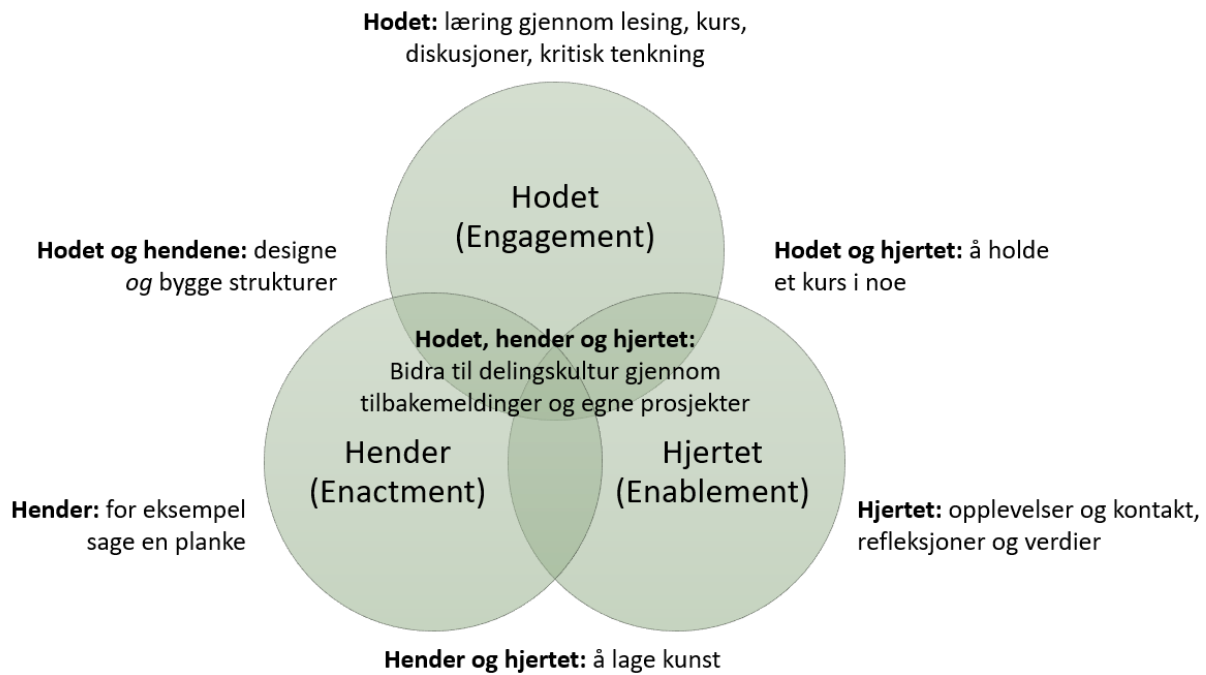 Hodet: læring gjennom lesing, kurs,
diskusjoner, kritisk tenkning
Hodet
(Engagement)
Hodet og hendene: designe
og bygge strukturer
Hodet og hjertet: å holde
et kurs i noe
Hodet, hender og hjertet:
Bidra til delingskultur gjennom
tilbakemeldinger og egne prosjekter
Hender
(Enactment)
Hjertet
(Enablement)
Hender: for eksempel
sage en planke
Hjertet: opplevelser og kontakt,
refleksjoner og verdier
Hender og hjertet: å lage kunst